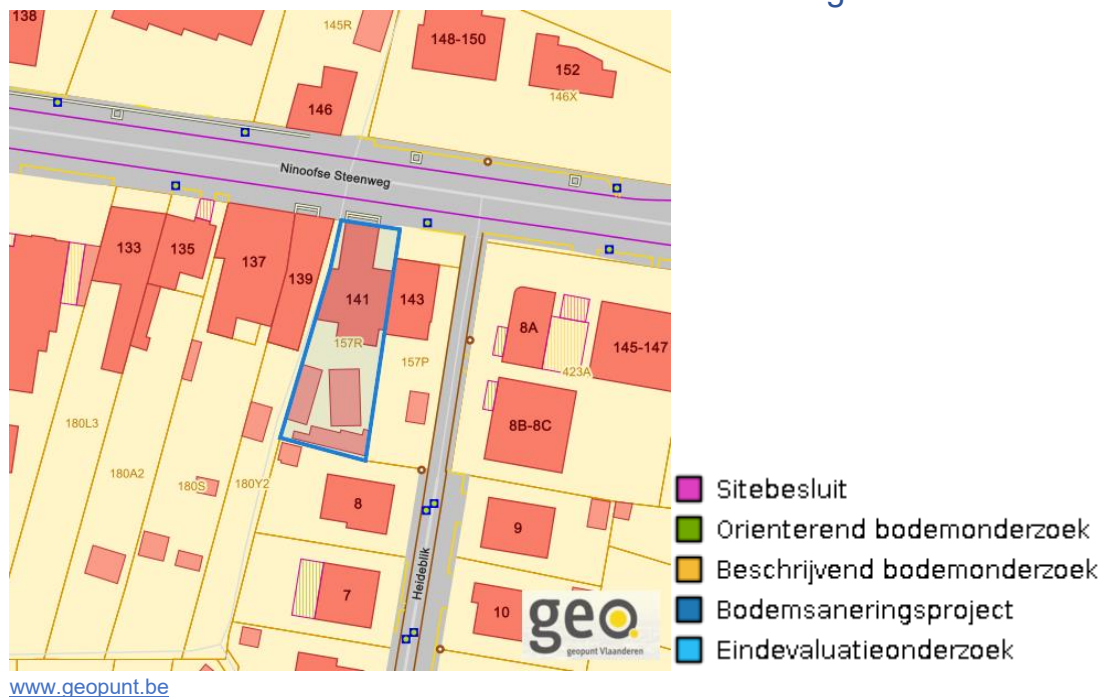 138
145R
148-150
152
146X
146
Ninoofse Steenweg
133
135
137
139
141
143
157R
157P
8A
145-147
423A
8B-8C
180L3
180A2
180S
180Y2
8
9
Heideblik
7
10
geo.
geopunt Vlaanderen
Sitebesluit
Orienterend bodemonderzoek
Beschrijvend bodemonderzoek
Bodemsaneringsproject
Eindevaluatieonderzoek
www.geopunt.be